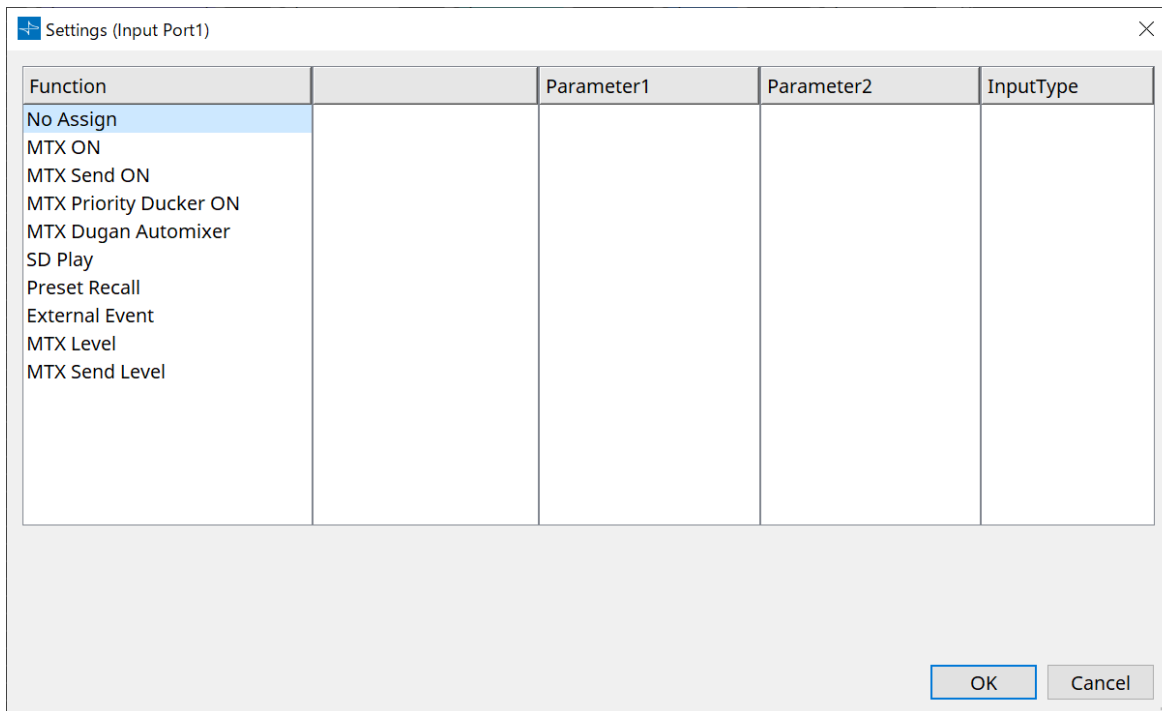 Settings (Input Port1)
Function Parameter1 Parameter2 InputType
No Assign
MTX ON
MTX Send ON
MTX Priority Ducker ON
MTX Dugan Automixer
SD Play
Preset Recall
External Event
MTX Level
MTX Send Level
OK Cancel